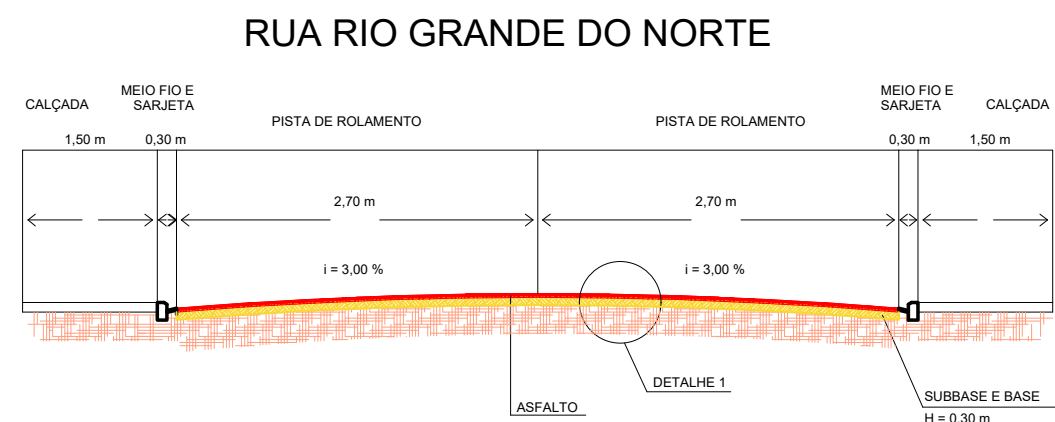 RUA RIO GRANDE DO NORTE
CALÇADA
MEIO FIO E
SARJETA
PISTA DE ROLAMENTO
PISTA DE ROLAMENTO
MEIO FIO E
SARJETA
CALÇADA
1,50 m
0,30 m
0,30 m
1,50 m
2,70 m
2,70 m
i = 3,00 %
i = 3,00 %
DETALHE 1
ASFALTO
SUBBASE E BASE
H = 0,30 m